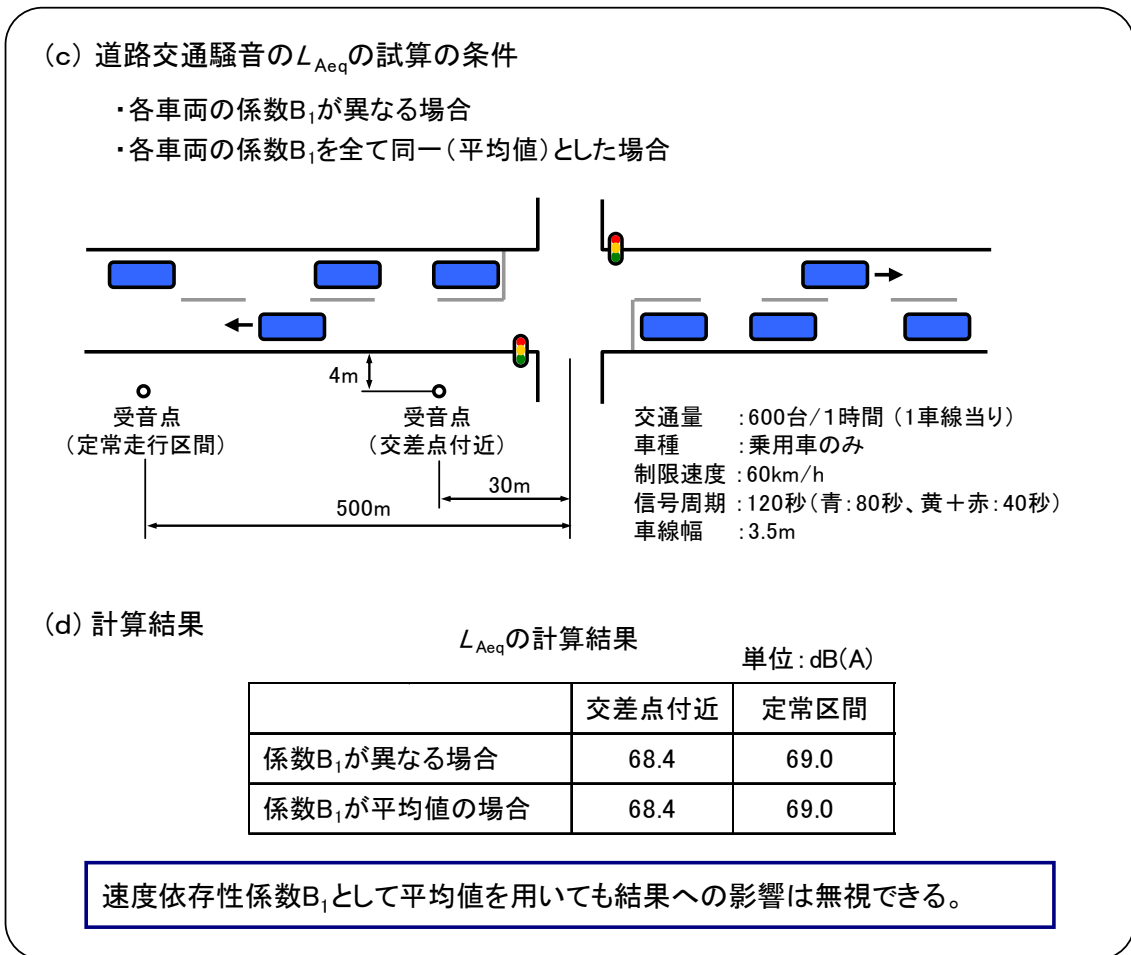 (c) 道路交通騒音のLAeqの試算の条件
・各車両の係数B1が異なる場合
・各車両の係数B1を全て同一(平均値)とした場合
4m
受音点
(定常走行区間)
受音点
(交差点付近)
30m
500m
交通量 :600台/1時間 (1車線当り)
車種 :乗用車のみ
制限速度 :60km/h
信号周期 :120秒(青:80秒、黄+赤:40秒)
車線幅 :3.5m
(d) 計算結果
LAeqの計算結果
単位:dB(A)
交差点付近 定常区間
係数B1が異なる場合 68.4 69.0
係数B1が平均値の場合 68.4 69.0
速度依存性係数B1として平均値を用いても結果への影響は無視できる。